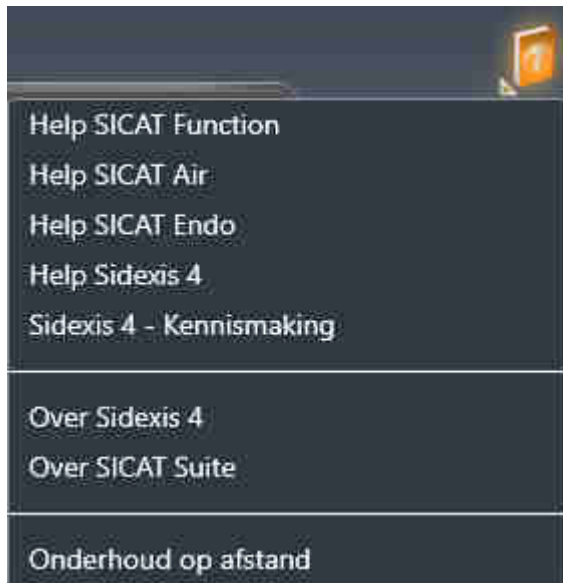 Help SICAT Function
Help SICAT Air
Help SICAT Endo
Help Sidexis 4
Sidexis 4 - Kennismaking
Over Sidexis 4
Over SICAT Suite
Onderhoud op afstand